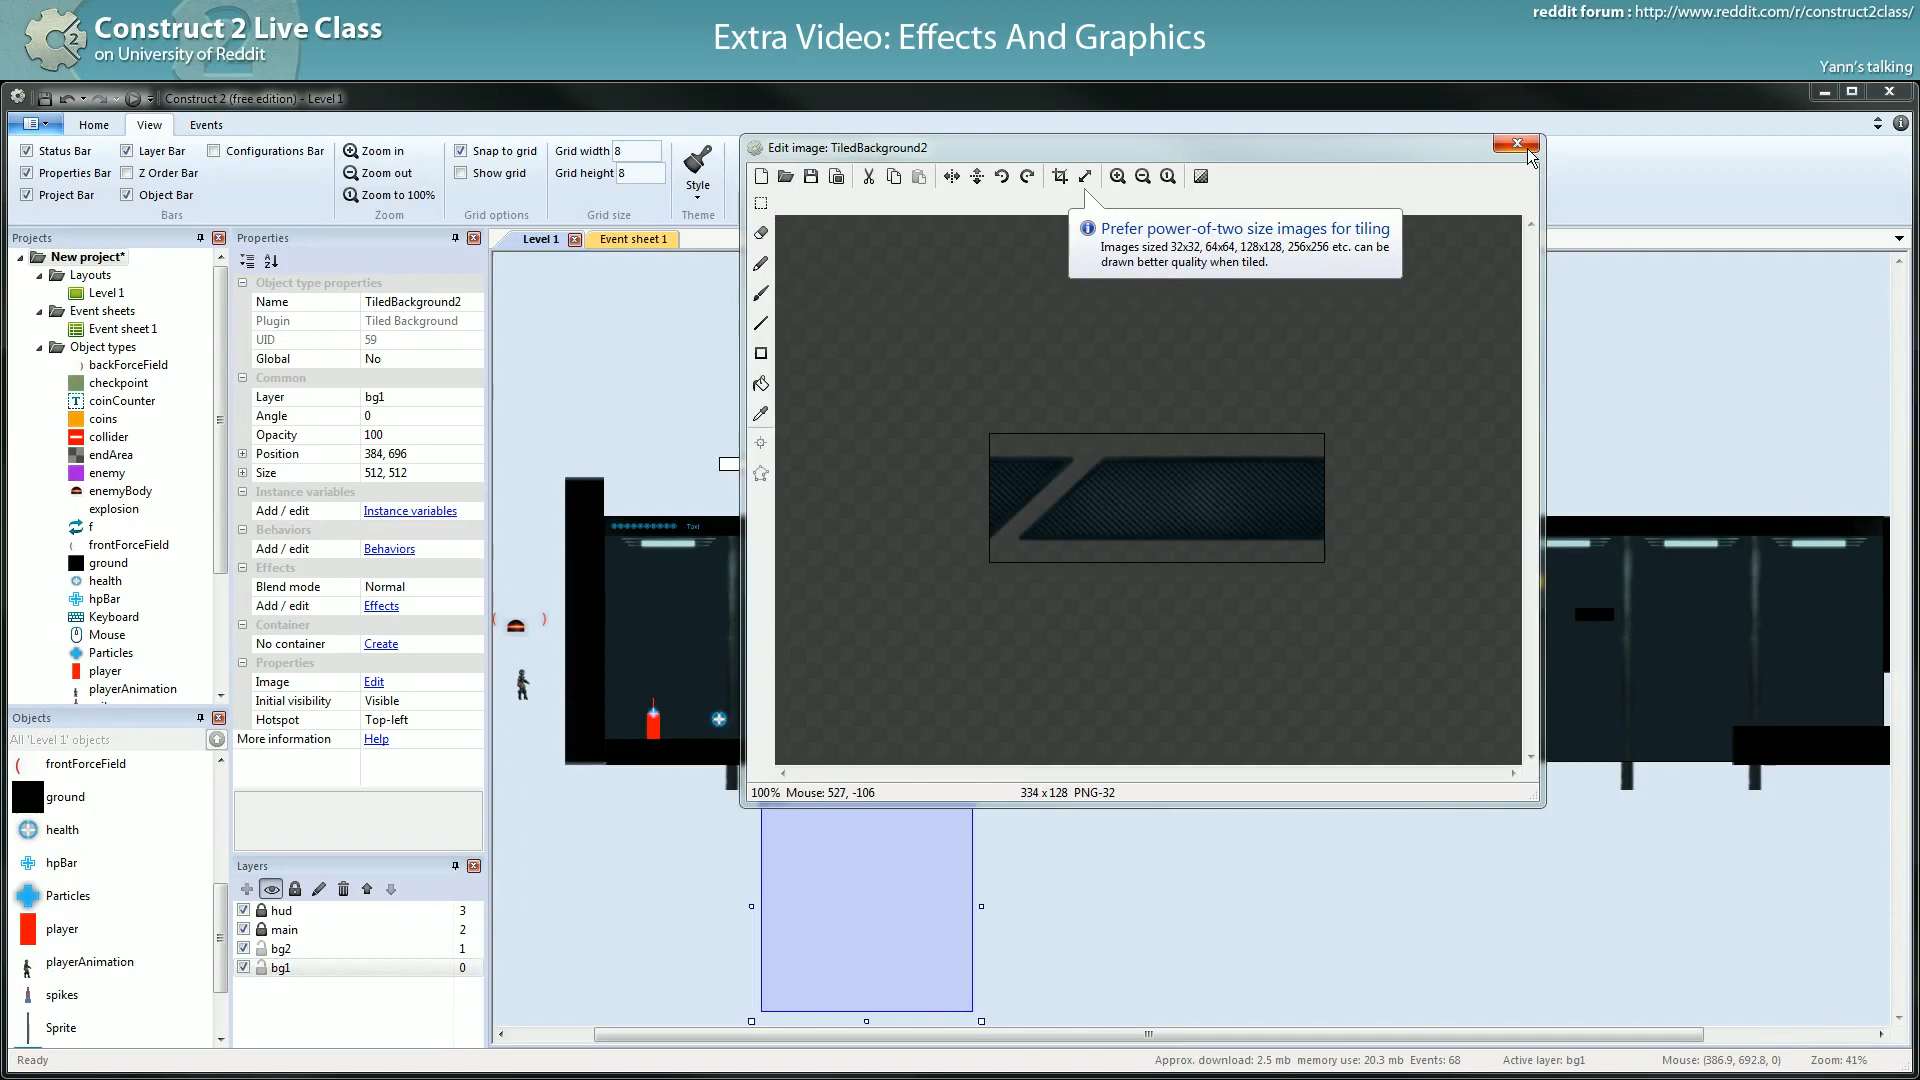 Construct 2 Live Class
on University of Reddit
Extra Video: Effects And Graphics
reddit forum : http://www.reddit.com/r/construct2class/
Yann's talking
Construct 2 (free edition) - Level 1
Home View Events
Status Bar Layer Bar Configurations Bar
Properties Bar Z Order Bar
Project Bar Object Bar
Bars
Zoom in
Zoom out
Zoom to 100%
Zoom
Snap to grid
Show grid
Grid options
Grid width 8
Grid height 8
Grid size
Style
Theme
Projects
New project*
Layouts
Level 1
Event sheets
Event sheet 1
Object types
backForceField
checkpoint
coinCounter
coins
collider
endArea
enemy
enemyBody
explosion
f
frontForceField
ground
health
hpBar
Keyboard
Mouse
Particles
player
playerAnimation
Objects
All 'Level 1' objects
frontForceField
ground
health
hpBar
Particles
player
playerAnimation
spikes
Sprite
Properties
Object type properties
Name TiledBackground2
Plugin Tiled Background
UID 59
Global No
Common
Layer bg1
Angle 0
Opacity 100
Position 384, 696
Size 512, 512
Instance variables
Add / edit Instance variables
Behaviors
Add / edit Behaviors
Effects
Blend mode Normal
Add / edit Effects
Container
No container Create
Properties
Image Edit
Initial visibility Visible
Hotspot Top-left
More information Help
Layers
hud 3
main 2
bg2 1
bg1 0
Level 1 Event sheet 1
Text
Edit image: TiledBackground2
Prefer power-of-two size images for tiling
Images sized 32x32, 64x64, 128x128, 256x256 etc. can be
drawn better quality when tiled.
100% Mouse: 527, -106 334 x 128 PNG-32
Ready
Approx. download: 2.5 mb memory use: 20.3 mb Events: 68 Active layer: bg1 Mouse: (386.9, 692.8, 0) Zoom: 41%